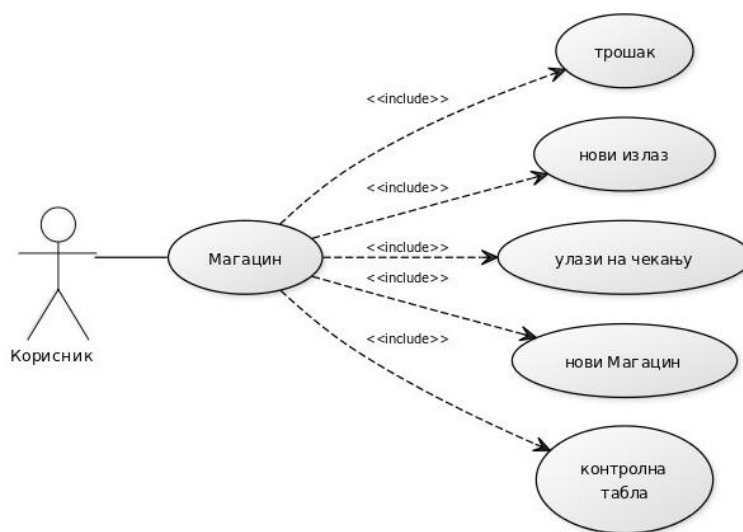 трошак
<<include>>
нови излаз
<<include>>
Магацин
<<include>>
улази на чекању
<<include>>
нови Магацин
<<include>>
Корисник
контролна
табла